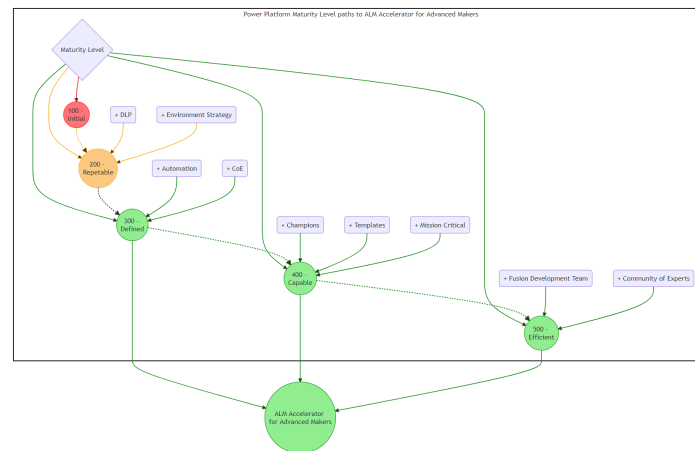 Power Platform Maturity Level paths to ALM Accelerator for Advanced Makers
Maturity Level
100 -
Initial
+ DLP
+ Environment Strategy
200 -
Repetable
+ Automation
+ CoE
300 -
Defined
+ Champions
+ Templates
+ Mission Critical
400 -
Capable
+ Fusion Development Team
+ Community of Experts
500 -
Efficient
ALM Accelerator
for Advanced Makers